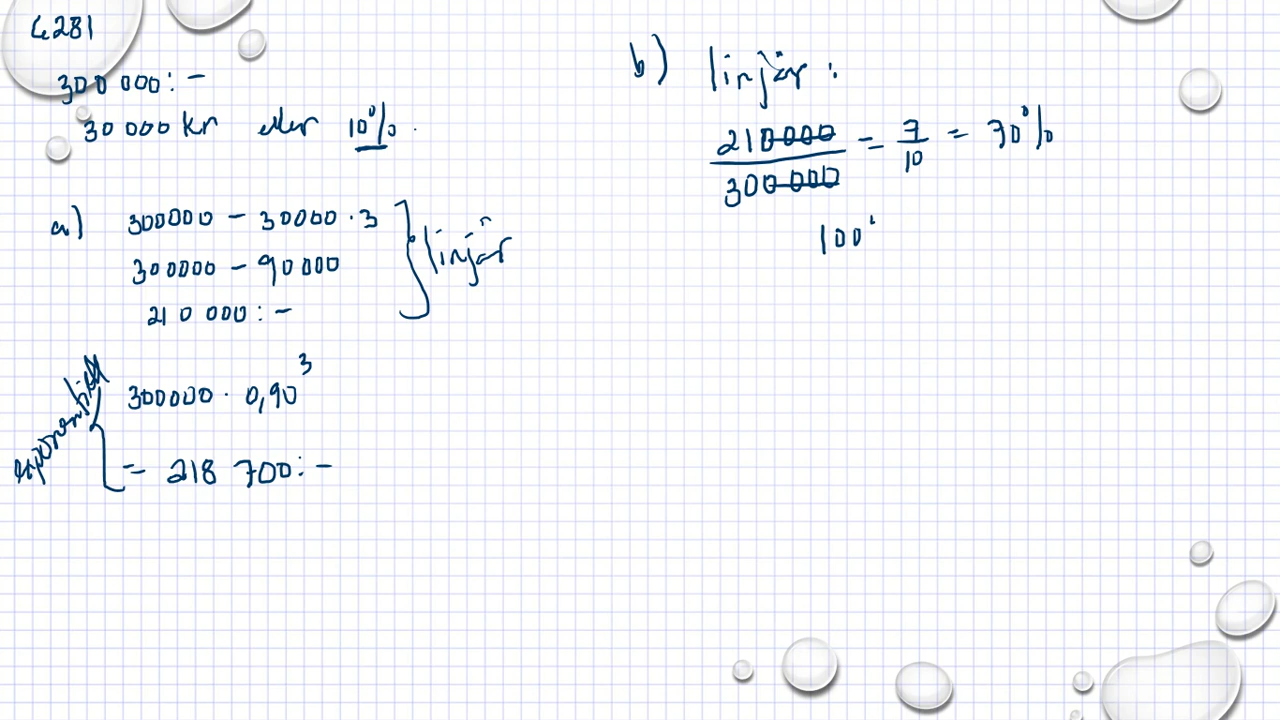 4281
300 000:-
30 000 kr eller 10%.
a) 300000 - 30000 · 3
300000 - 90000
210 000:-
linjär
exponentiell
300000 · 0,90³
= 218 700:-
b) linjär:
210000/300000 = 7/10 = 70%
100